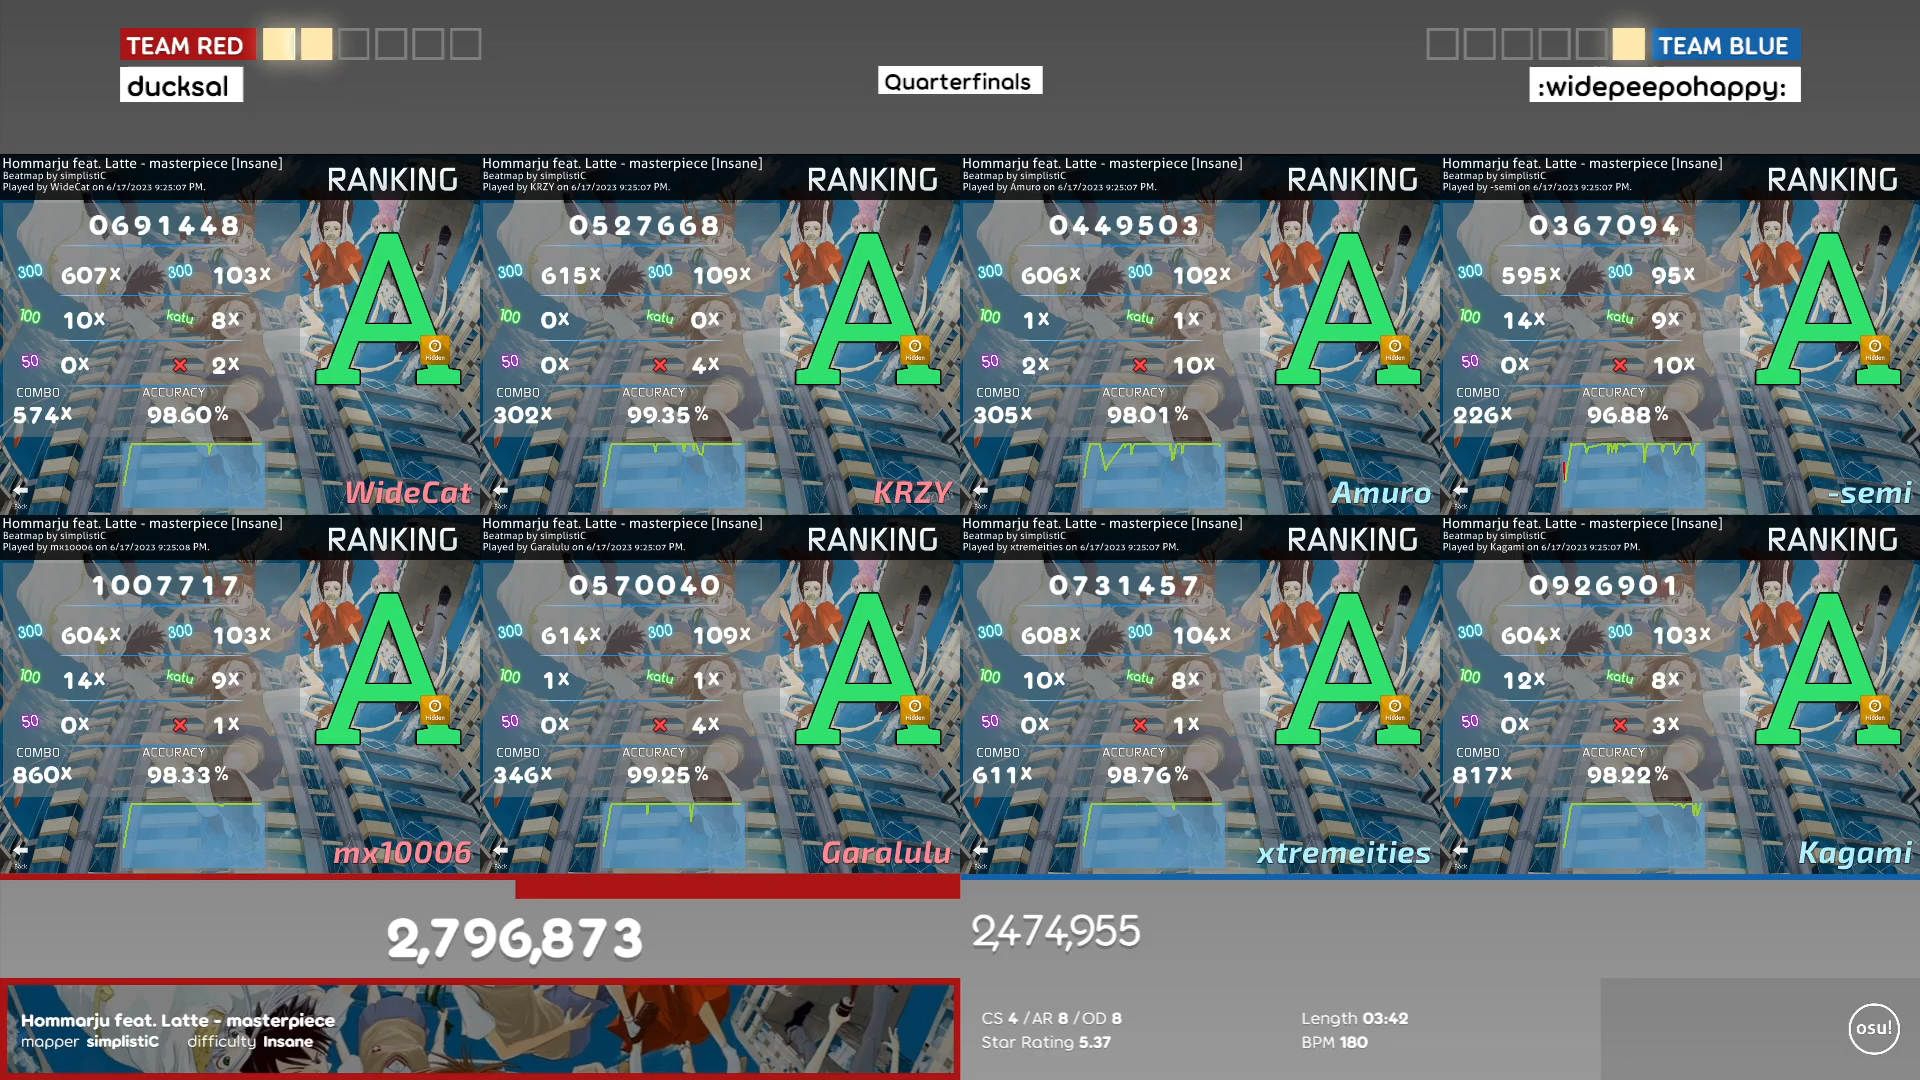 TEAM RED
ducksal
Quarterfinals
TEAM BLUE
:widepeepohappy:
Hommarju feat. Latte - masterpiece [Insane]
Beatmap by simplistiC
Played by WideCat on 6/17/2023 9:25:07 PM.
RANKING
0691448
300 607x 300 103x
100 10x katu 8x
50 0x 2x
COMBO ACCURACY
574x 98.60%
Hidden
WideCat
Hommarju feat. Latte - masterpiece [Insane]
Beatmap by simplistiC
Played by KRZY on 6/17/2023 9:25:07 PM.
RANKING
0527668
300 615x 300 109x
100 0x katu 0x
50 0x 4x
COMBO ACCURACY
302x 99.35%
Hidden
KRZY
Hommarju feat. Latte - masterpiece [Insane]
Beatmap by simplistiC
Played by Amuro on 6/17/2023 9:25:07 PM.
RANKING
0449503
300 606x 300 102x
100 1x katu 1x
50 2x 10x
COMBO ACCURACY
305x 98.01%
Hidden
Amuro
Hommarju feat. Latte - masterpiece [Insane]
Beatmap by simplistiC
Played by -semi on 6/17/2023 9:25:07 PM.
RANKING
0367094
300 595x 300 95x
100 14x katu 9x
50 0x 10x
COMBO ACCURACY
226x 96.88%
Hidden
-semi
Hommarju feat. Latte - masterpiece [Insane]
Beatmap by simplistiC
Played by mx10006 on 6/17/2023 9:25:08 PM.
RANKING
1007717
300 604x 300 103x
100 14x katu 9x
50 0x 1x
COMBO ACCURACY
860x 98.33%
Hidden
Back
mx10006
Hommarju feat. Latte - masterpiece [Insane]
Beatmap by simplistiC
Played by Garalulu on 6/17/2023 9:25:07 PM.
RANKING
0570040
300 614x 300 109x
100 1x katu 1x
50 0x 4x
COMBO ACCURACY
346x 99.25%
Hidden
Back
Garalulu
Hommarju feat. Latte - masterpiece [Insane]
Beatmap by simplistiC
Played by xtremeities on 6/17/2023 9:25:07 PM.
RANKING
0731457
300 608x 300 104x
100 10x katu 8x
50 0x 1x
COMBO ACCURACY
611x 98.76%
Hidden
Back
xtremeities
Hommarju feat. Latte - masterpiece [Insane]
Beatmap by simplistiC
Played by Kagami on 6/17/2023 9:25:07 PM.
RANKING
0926901
300 604x 300 103x
100 12x katu 8x
50 0x 3x
COMBO ACCURACY
817x 98.22%
Hidden
Back
Kagami
2,796,873
2,474,955
Hommarju feat. Latte - masterpiece
mapper simplistiC difficulty Insane
CS 4 / AR 8 / OD 8
Star Rating 5.37
Length 03:42
BPM 180
osu!